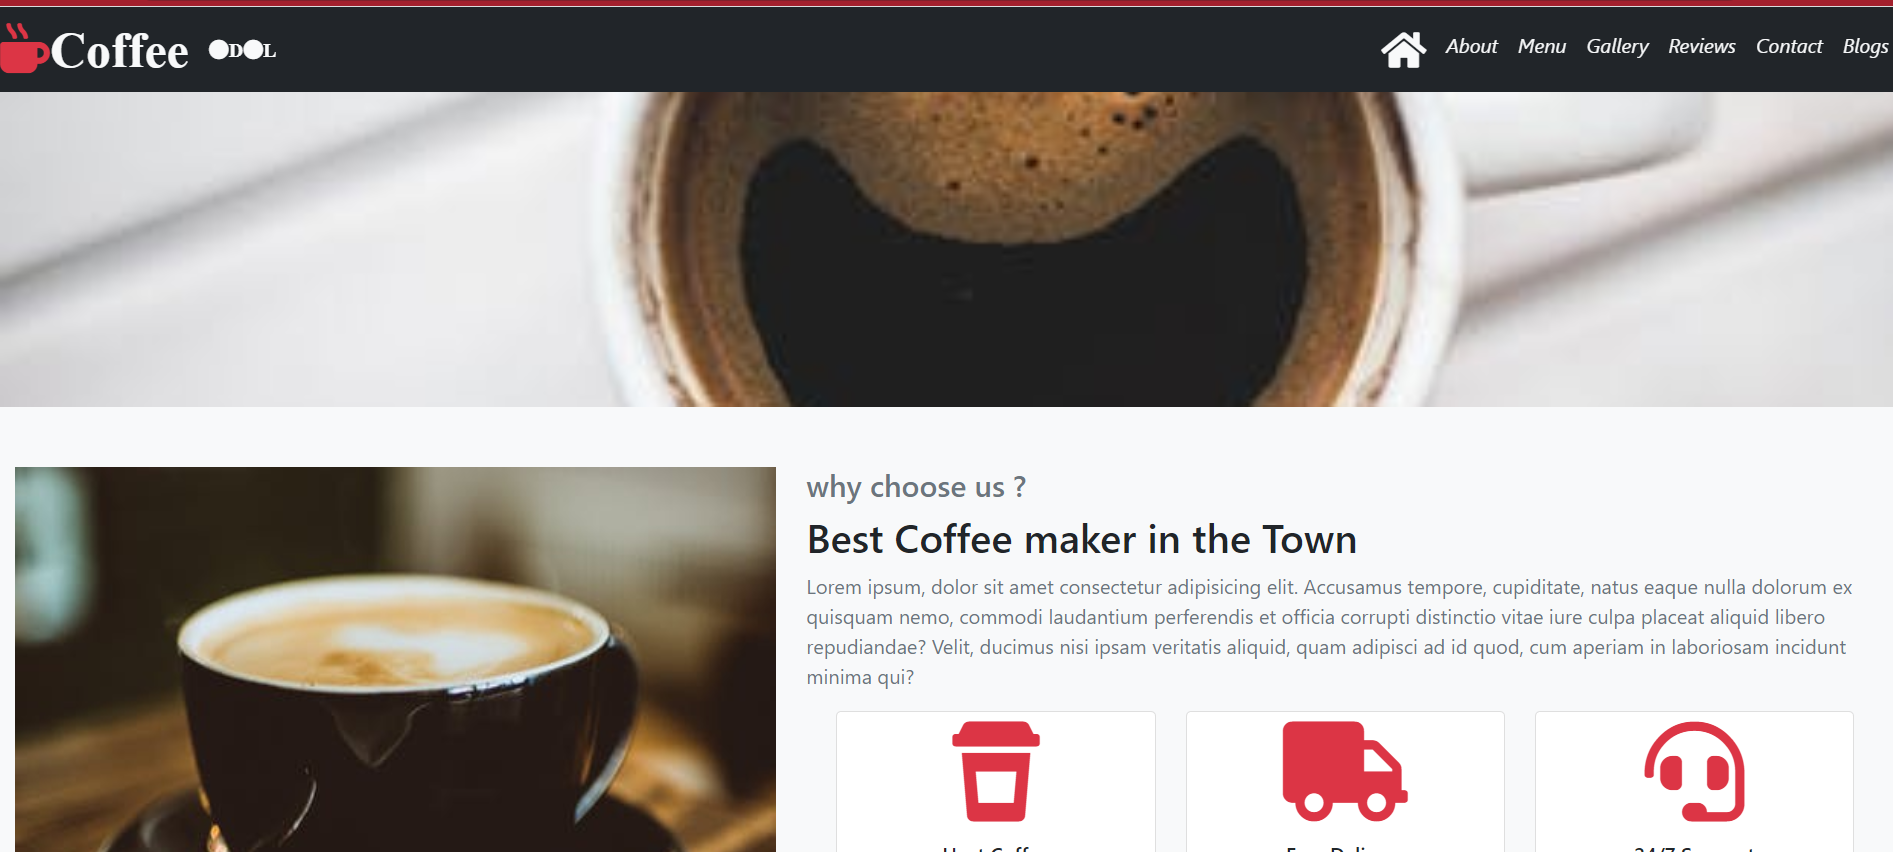 Coffee ●D●L
About Menu Gallery Reviews Contact Blogs
why choose us ?
Best Coffee maker in the Town
Lorem ipsum, dolor sit amet consectetur adipisicing elit. Accusamus tempore, cupiditate, natus eaque nulla dolorum ex
quisquam nemo, commodi laudantium perferendis et officia corrupti distinctio vitae iure culpa placeat aliquid libero
repudiandae? Velit, ducimus nisi ipsam veritatis aliquid, quam adipisci ad id quod, cum aperiam in laboriosam incidunt
minima qui?